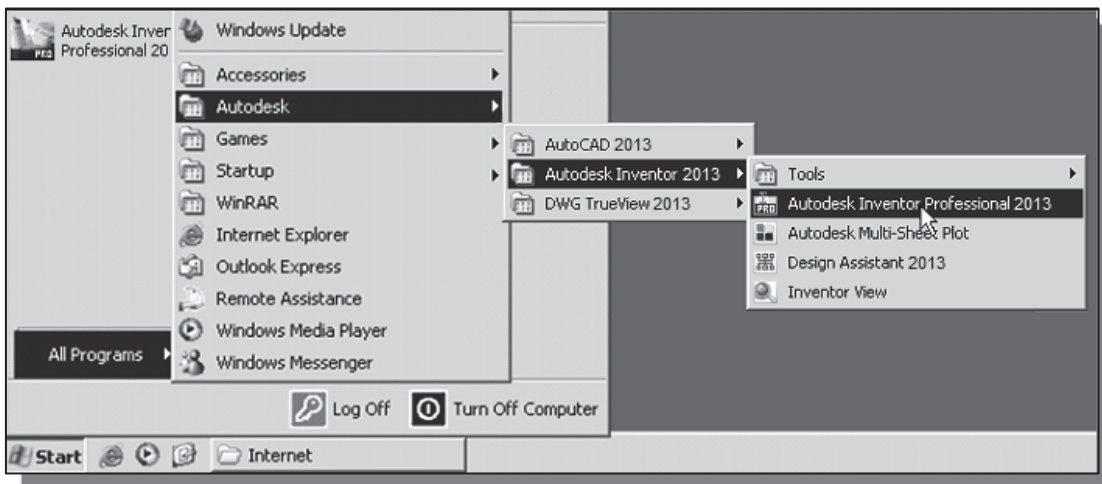 Autodesk Inver
Professional 20
PRO
Windows Update
Accessories
Autodesk
Games
Startup
WinRAR
Internet Explorer
Outlook Express
Remote Assistance
Windows Media Player
Windows Messenger
AutoCAD 2013
Autodesk Inventor 2013
DWG TrueView 2013
Tools
PRO
Autodesk Inventor Professional 2013
Autodesk Multi-Sheet Plot
Design Assistant 2013
Inventor View
All Programs
Log Off
Turn Off Computer
Start
Internet